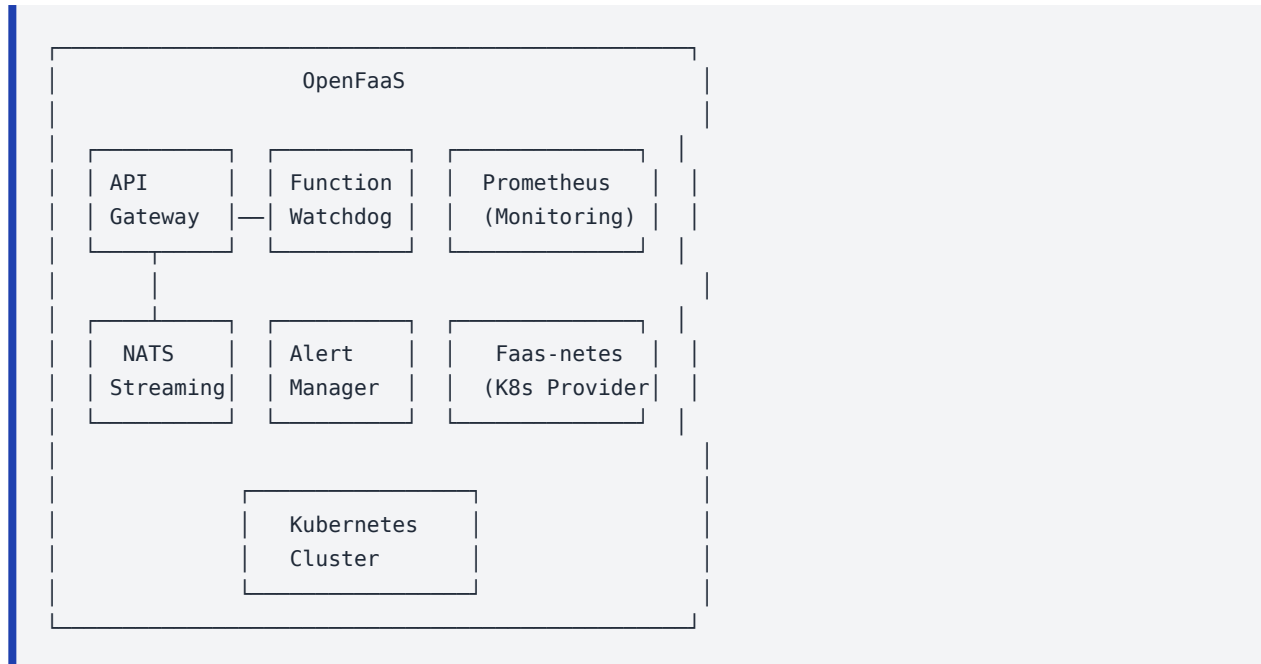 OpenFaaS
API Function Prometheus
Gateway Watchdog (Monitoring)
NATS Alert Faas-netes
Streaming Manager (K8s Provider
Kubernetes
Cluster